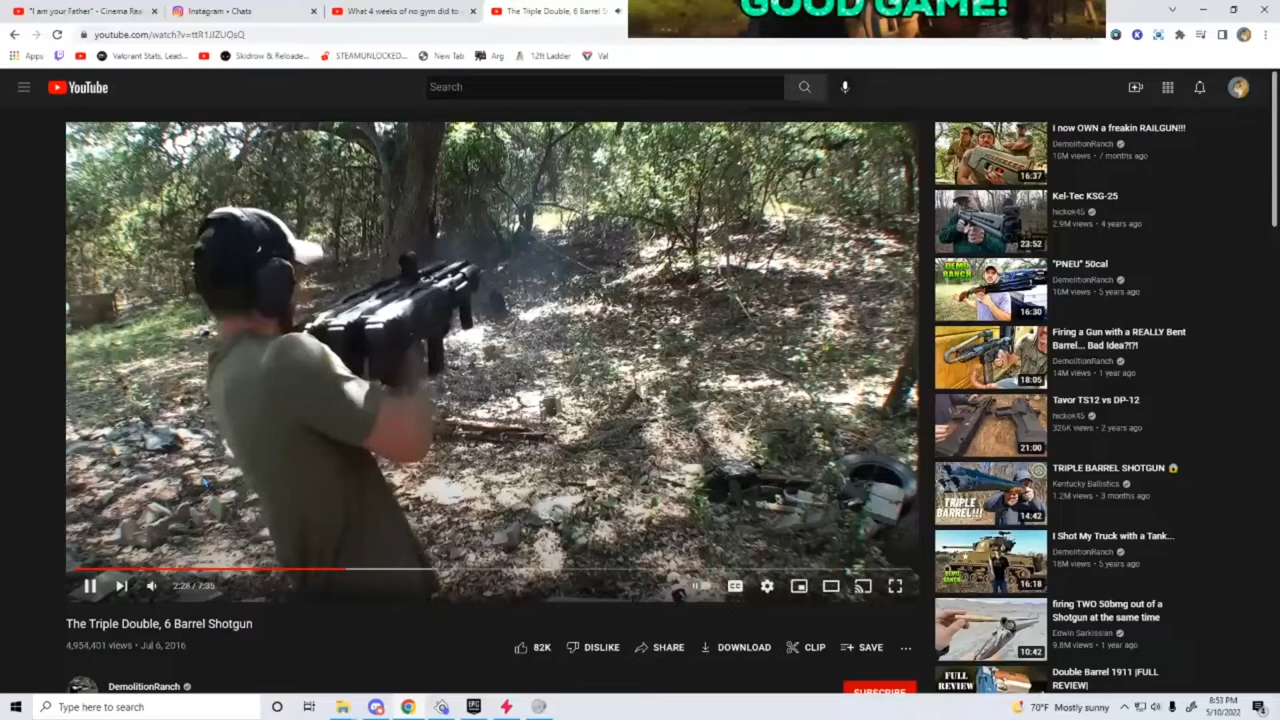 "I am your Father" - Cinema Rea
Instagram • Chats
What 4 weeks of no gym did to
The Triple Double, 6 Barrel S
GOOD GAME!
youtube.com/watch?v=ttR1JJZUOsQ
Apps
Valorant Stats, Lead...
Skidrow & Reloade...
STEAMUNLOCKED...
New Tab
Arg
12ft Ladder
Val
YouTube
Search
I now OWN a freakin RAILGUN!!!
DemolitionRanch
10M views • 7 months ago
16:37
Kel-Tec KSG-25
hickok45
2.9M views • 4 years ago
23:52
DEMO RANCH
"PNEU" 50cal
DemolitionRanch
10M views • 5 years ago
16:30
Firing a Gun with a REALLY Bent
Barrel... Bad Idea?!?!
DemolitionRanch
14M views • 1 year ago
18:05
Tavor TS12 vs DP-12
hickok45
326K views • 2 years ago
21:00
TRIPLE BARREL SHOTGUN 😱
Kentucky Ballistics
1.2M views • 3 months ago
TRIPLE
BARREL!!!
14:42
I Shot My Truck with a Tank...
DemolitionRanch
18M views • 5 years ago
DEMO RANCH
16:18
firing TWO 50bmg out of a
Shotgun at the same time
Edwin Sarkissian
9.8M views • 1 year ago
10:42
Double Barrel 1911 |FULL
REVIEW|
FULL
REVIEW
2:28 / 7:35
CC
The Triple Double, 6 Barrel Shotgun
4,954,401 views • Jul 6, 2016
82K
DISLIKE
SHARE
DOWNLOAD
CLIP
SAVE
...
DemolitionRanch
SUBSCRIBE
Type here to search
EPIC
70°F Mostly sunny
8:53 PM
5/10/2022
4